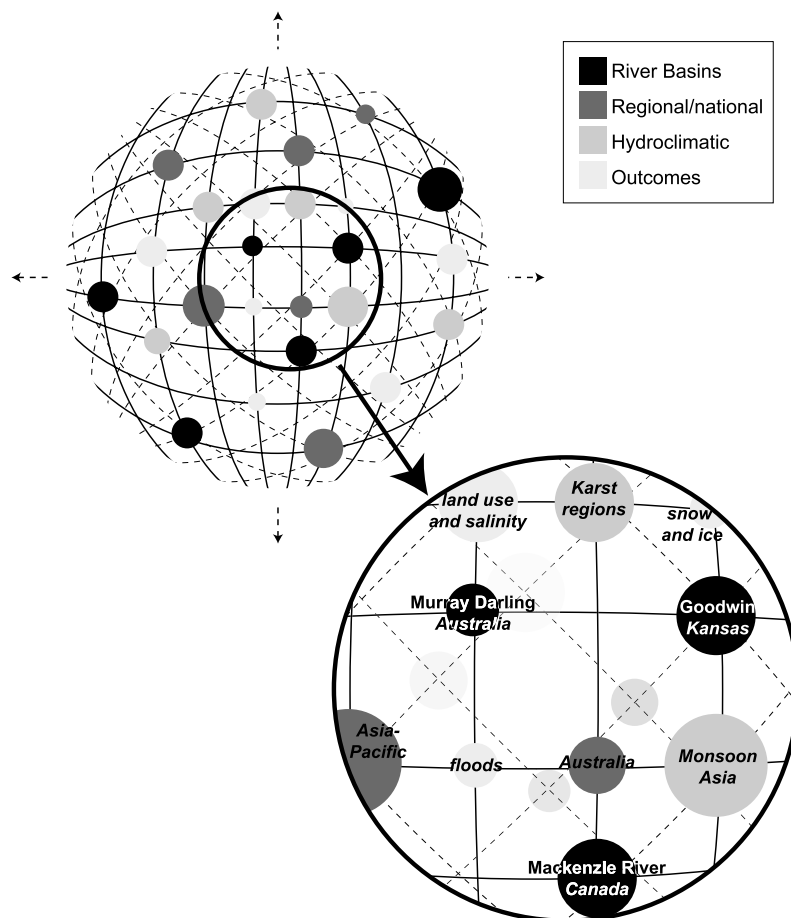 River Basins
Regional/national
Hydroclimatic
Outcomes
land use
and salinity
Karst
regions
snow
and ice
Murray Darling
Australia
Goodwin
Kansas
Asia-
Pacific
floods
Australia
Monsoon
Asia
Mackenzle River
Canada